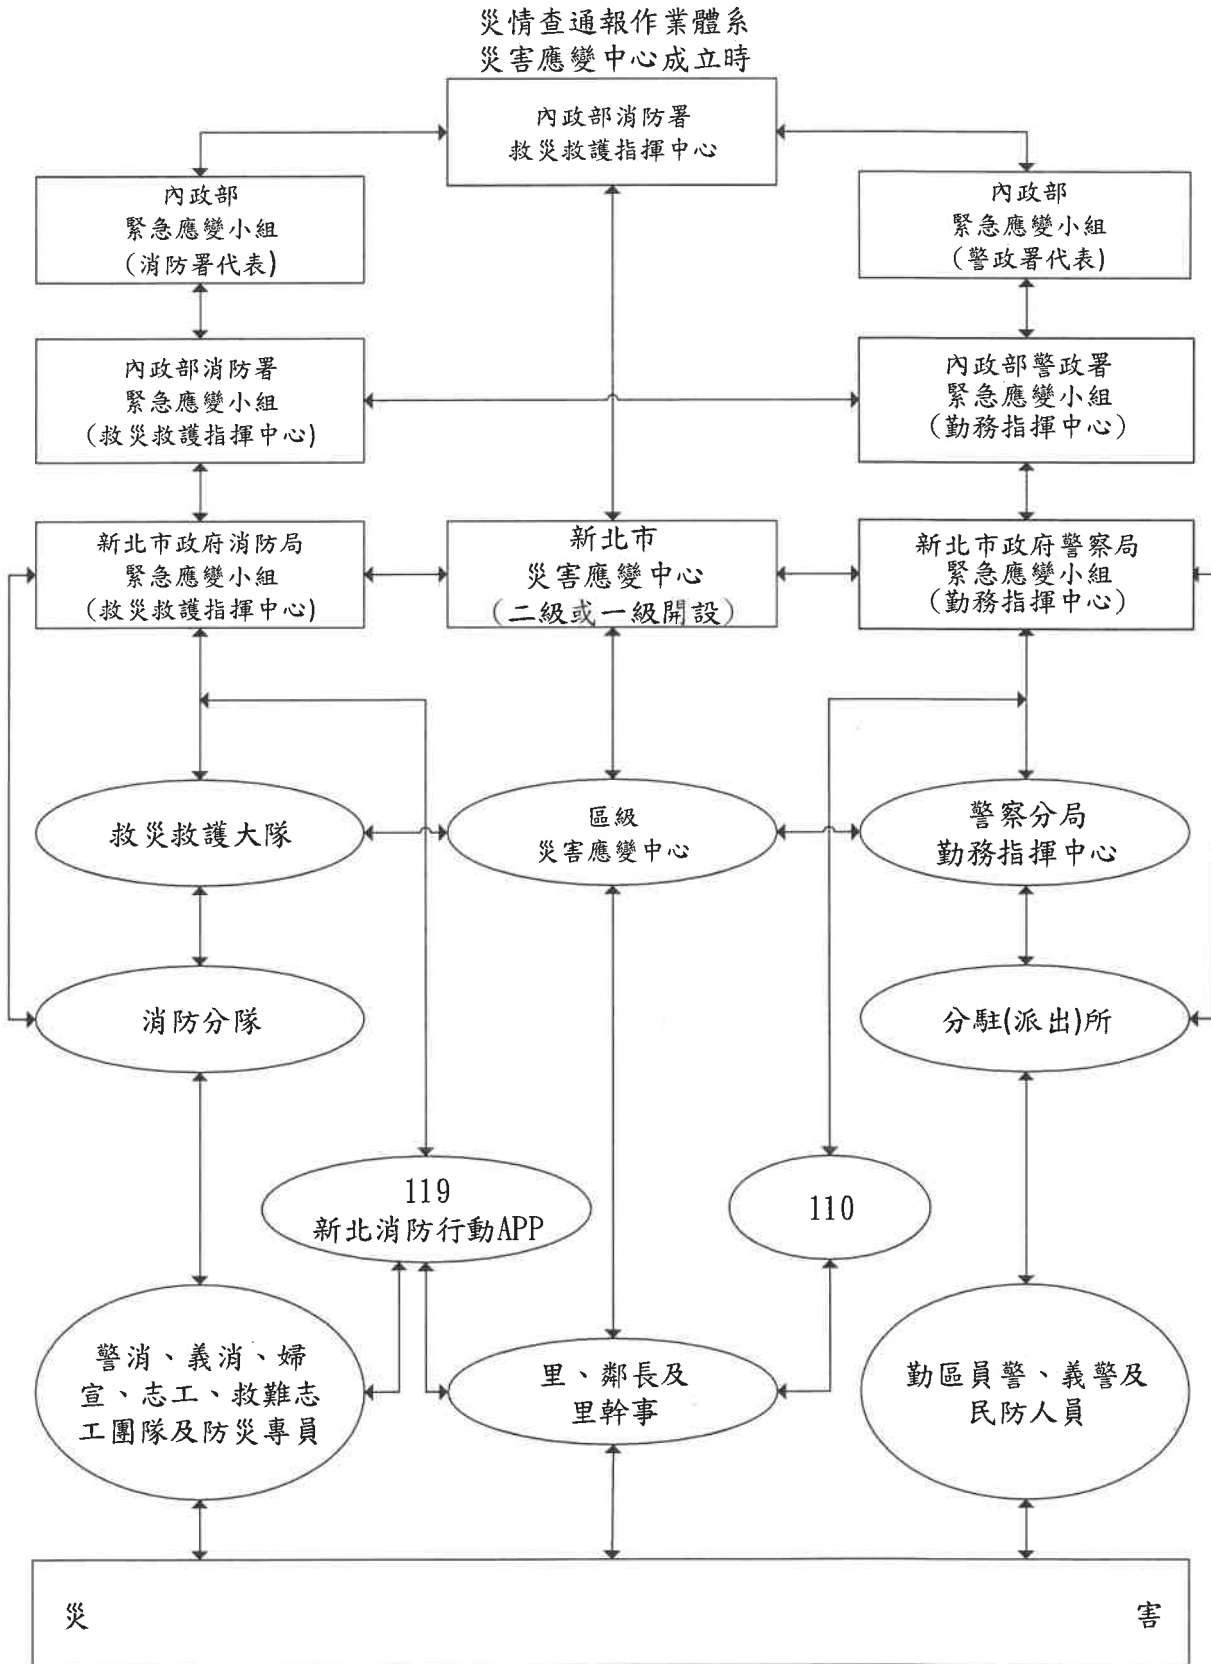 災情查通報作業體系
災害應變中心成立時
內政部消防署
救災救護指揮中心
內政部
緊急應變小組
(消防署代表)
內政部
緊急應變小組
(警政署代表)
內政部消防署
緊急應變小組
(救災救護指揮中心)
內政部警政署
緊急應變小組
(勤務指揮中心)
新北市政府消防局
緊急應變小組
(救災救護指揮中心)
新北市
災害應變中心
(二級或一級開設)
新北市政府警察局
緊急應變小組
(勤務指揮中心)
救災救護大隊
區級
災害應變中心
警察分局
勤務指揮中心
消防分隊
分駐(派出)所
119
新北消防行動APP
110
警消、義消、婦
宣、志工、救難志
工團隊及防災專員
里、鄰長及
里幹事
勤區員警、義警及
民防人員
災 害